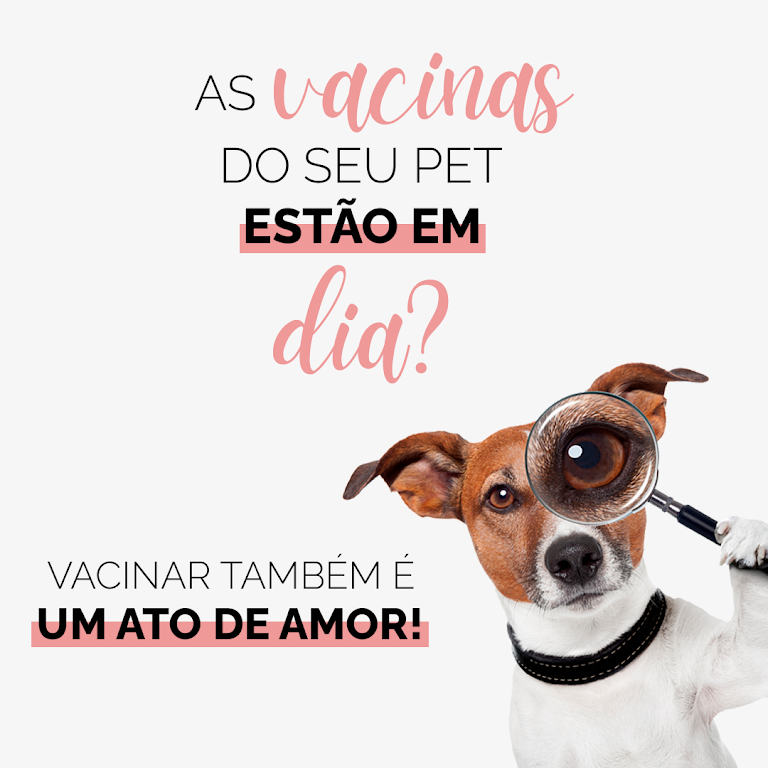 AS vacinas
DO SEU PET
ESTÃO EM
dia?
VACINAR TAMBÉM É
UM ATO DE AMOR!